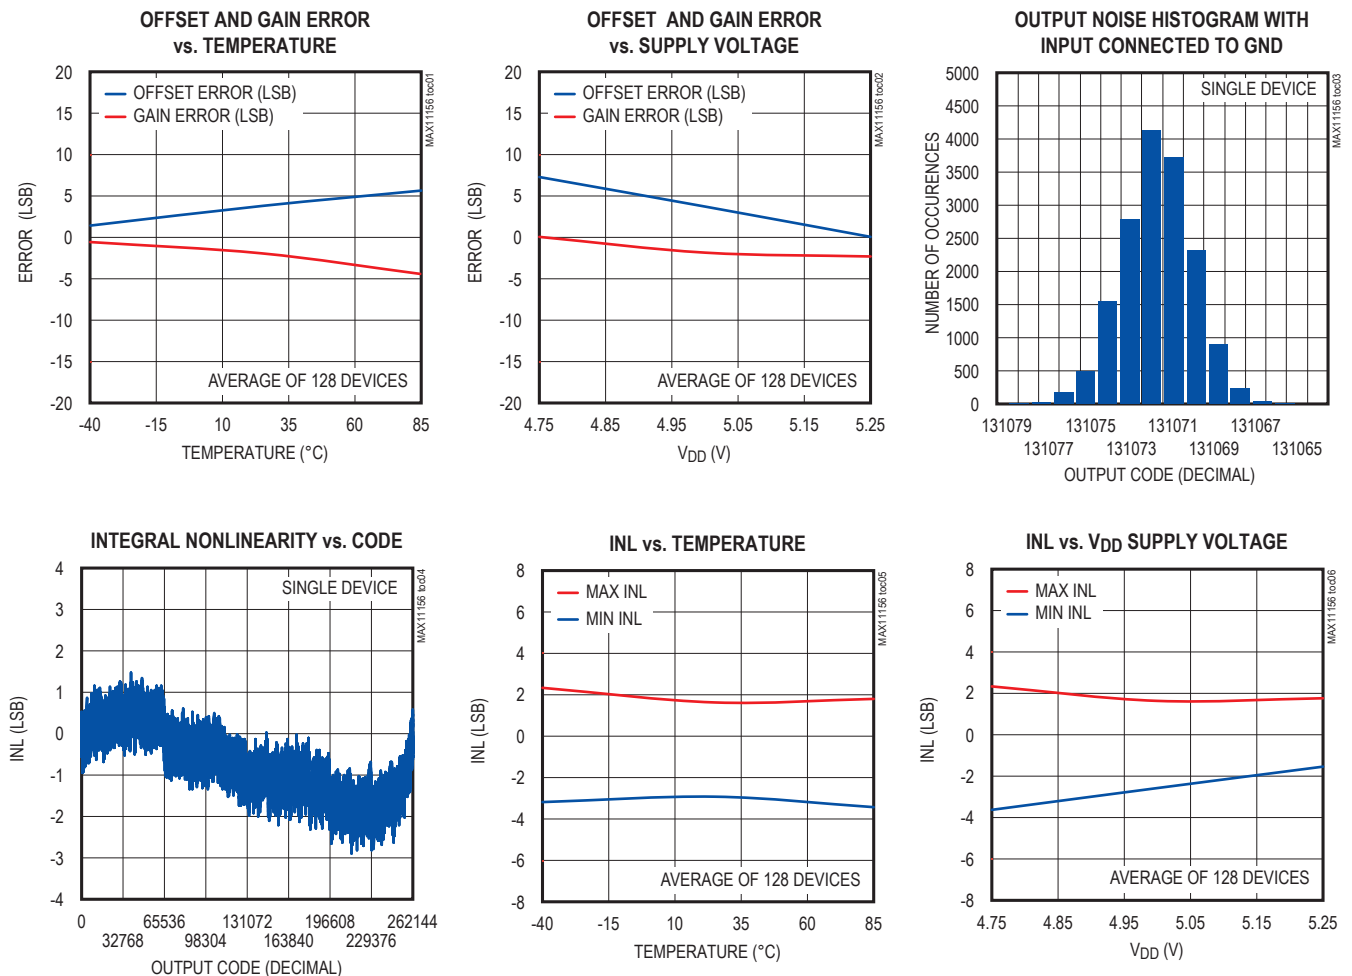 OFFSET AND GAIN ERROR
vs. TEMPERATURE
20
15
10
5
0
-5
-10
-15
-20
ERROR (LSB)
OFFSET ERROR (LSB)
GAIN ERROR (LSB)
MAX11156 toc01
AVERAGE OF 128 DEVICES
-40 -15 10 35 60 85
TEMPERATURE (°C)
OFFSET AND GAIN ERROR
vs. SUPPLY VOLTAGE
20
15
10
5
0
-5
-10
-15
-20
ERROR (LSB)
OFFSET ERROR (LSB)
GAIN ERROR (LSB)
MAX11156 toc02
AVERAGE OF 128 DEVICES
4.75 4.85 4.95 5.05 5.15 5.25
VDD (V)
OUTPUT NOISE HISTOGRAM WITH
INPUT CONNECTED TO GND
5000
4500
4000
3500
3000
2500
2000
1500
1000
500
0
NUMBER OF OCCURENCES
SINGLE DEVICE
MAX11156 toc03
131079 131075 131071 131067
131077 131073 131069 131065
OUTPUT CODE (DECIMAL)
INTEGRAL NONLINEARITY vs. CODE
4
3
2
1
0
-1
-2
-3
-4
INL (LSB)
SINGLE DEVICE
MAX11156 toc04
0 65536 131072 196608 262144
32768 98304 163840 229376
OUTPUT CODE (DECIMAL)
INL vs. TEMPERATURE
8
6
4
2
0
-2
-4
-6
-8
INL (LSB)
MAX INL
MIN INL
MAX11156 toc05
AVERAGE OF 128 DEVICES
-40 -15 10 35 60 85
TEMPERATURE (°C)
INL vs. VDD SUPPLY VOLTAGE
8
6
4
2
0
-2
-4
-6
-8
INL (LSB)
MAX INL
MIN INL
MAX11156 toc06
AVERAGE OF 128 DEVICES
4.75 4.85 4.95 5.05 5.15 5.25
VDD (V)